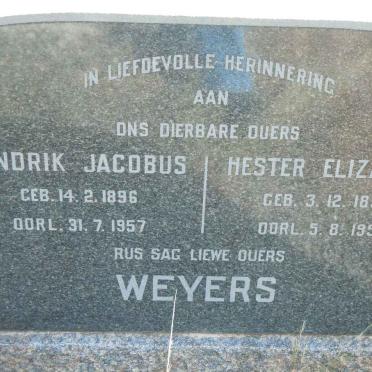 IN LIEFDEVOLLE HERINNERING
AAN
ONS DIERBARE OUERS
NDRIK JACOBUS
GEB. 14. 2. 1896
OORL. 31. 7. 1957
HESTER ELIZA
GEB. 3. 12. 18
OORL. 5. 8. 195
RUS SAG LIEWE OUERS
WEYERS